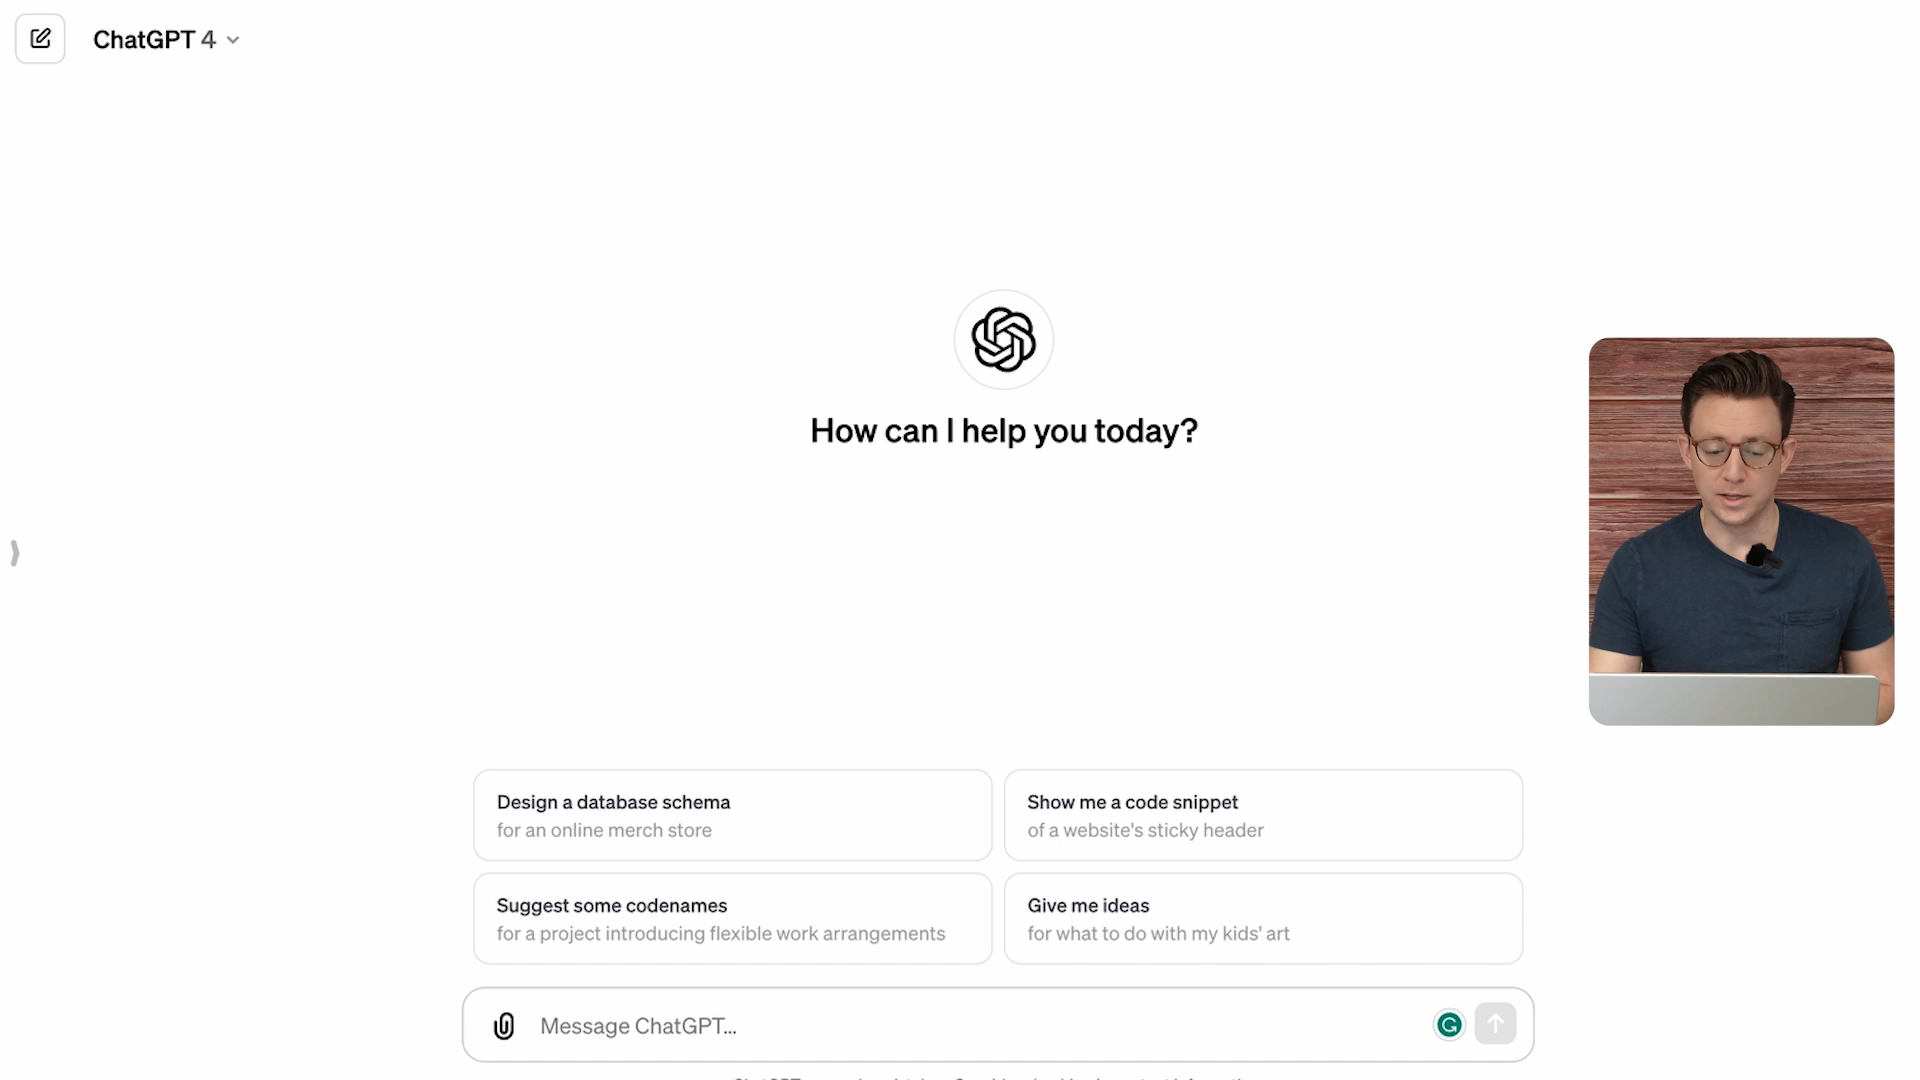 ChatGPT 4
How can I help you today?
Design a database schema
for an online merch store
Show me a code snippet
of a website's sticky header
Suggest some codenames
for a project introducing flexible work arrangements
Give me ideas
for what to do with my kids' art
Message ChatGPT...